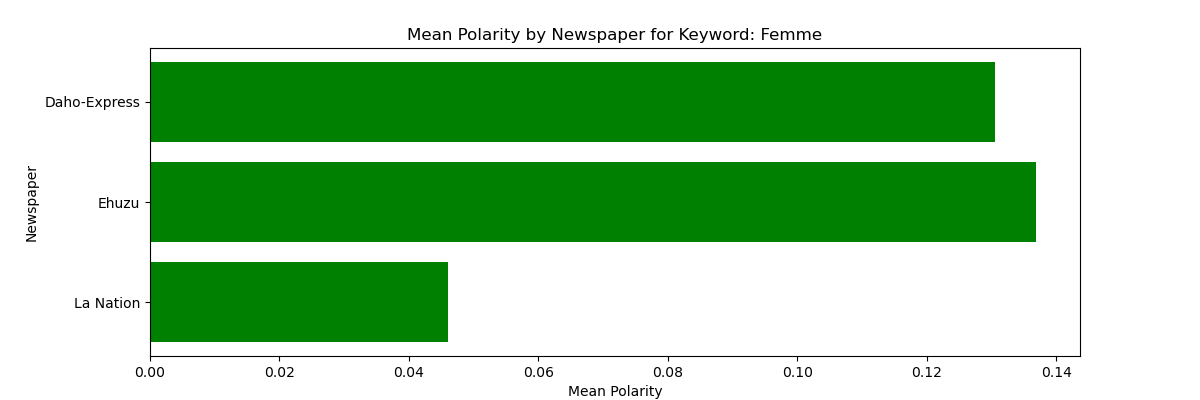 Mean Polarity by Newspaper for Keyword: Femme
Newspaper
Daho-Express
Ehuzu
La Nation
0.00 0.02 0.04 0.06 0.08 0.10 0.12 0.14
Mean Polarity